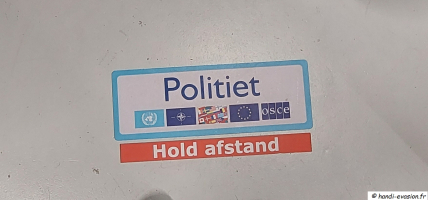 Politiet
osce
Hold afstand
© handi-evasion.fr